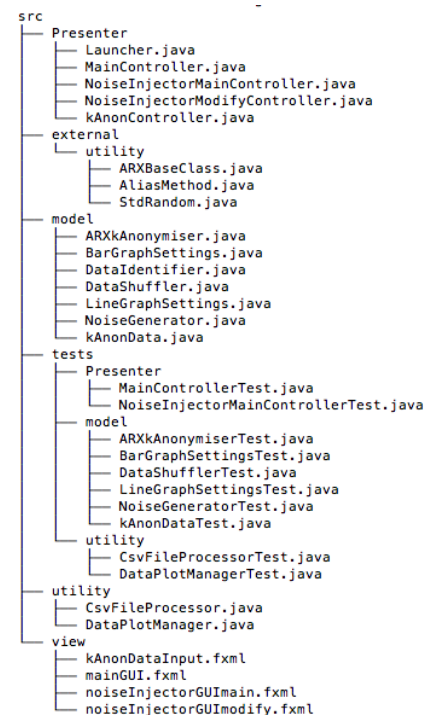 src
├── Presenter
│   ├── Launcher.java
│   ├── MainController.java
│   ├── NoiseInjectorMainController.java
│   ├── NoiseInjectorModifyController.java
│   └── kAnonController.java
├── external
│   └── utility
│       ├── ARXBaseClass.java
│       ├── AliasMethod.java
│       └── StdRandom.java
├── model
│   ├── ARXkAnonymiser.java
│   ├── BarGraphSettings.java
│   ├── DataIdentifier.java
│   ├── DataShuffler.java
│   ├── LineGraphSettings.java
│   ├── NoiseGenerator.java
│   └── kAnonData.java
├── tests
│   ├── Presenter
│   │   ├── MainControllerTest.java
│   │   └── NoiseInjectorMainControllerTest.java
│   ├── model
│   │   ├── ARXkAnonymiserTest.java
│   │   ├── BarGraphSettingsTest.java
│   │   ├── DataShufflerTest.java
│   │   ├── LineGraphSettingsTest.java
│   │   ├── NoiseGeneratorTest.java
│   │   └── kAnonDataTest.java
│   └── utility
│       ├── CsvFileProcessorTest.java
│       └── DataPlotManagerTest.java
├── utility
│   ├── CsvFileProcessor.java
│   └── DataPlotManager.java
└── view
    ├── kAnonDataInput.fxml
    ├── mainGUI.fxml
    ├── noiseInjectorGUImain.fxml
    └── noiseInjectorGUImodify.fxml